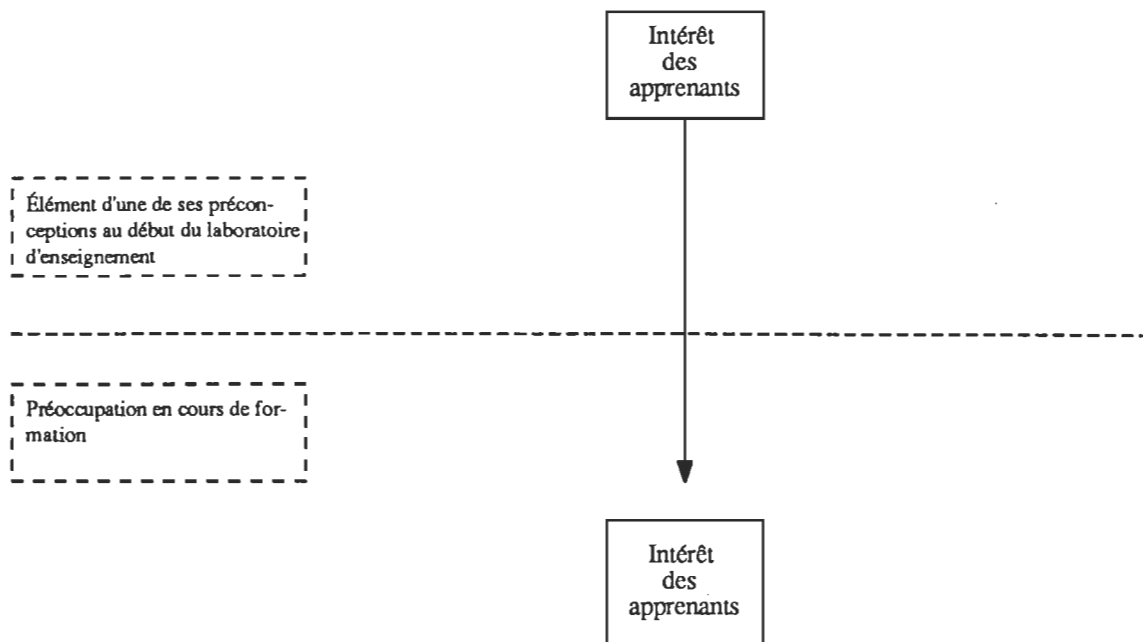 Intérêt
des
apprenants
Élément d'une de ses précon-
ceptions au début du laboratoire
d'enseignement
Préoccupation en cours de for-
mation
Intérêt
des
apprenants